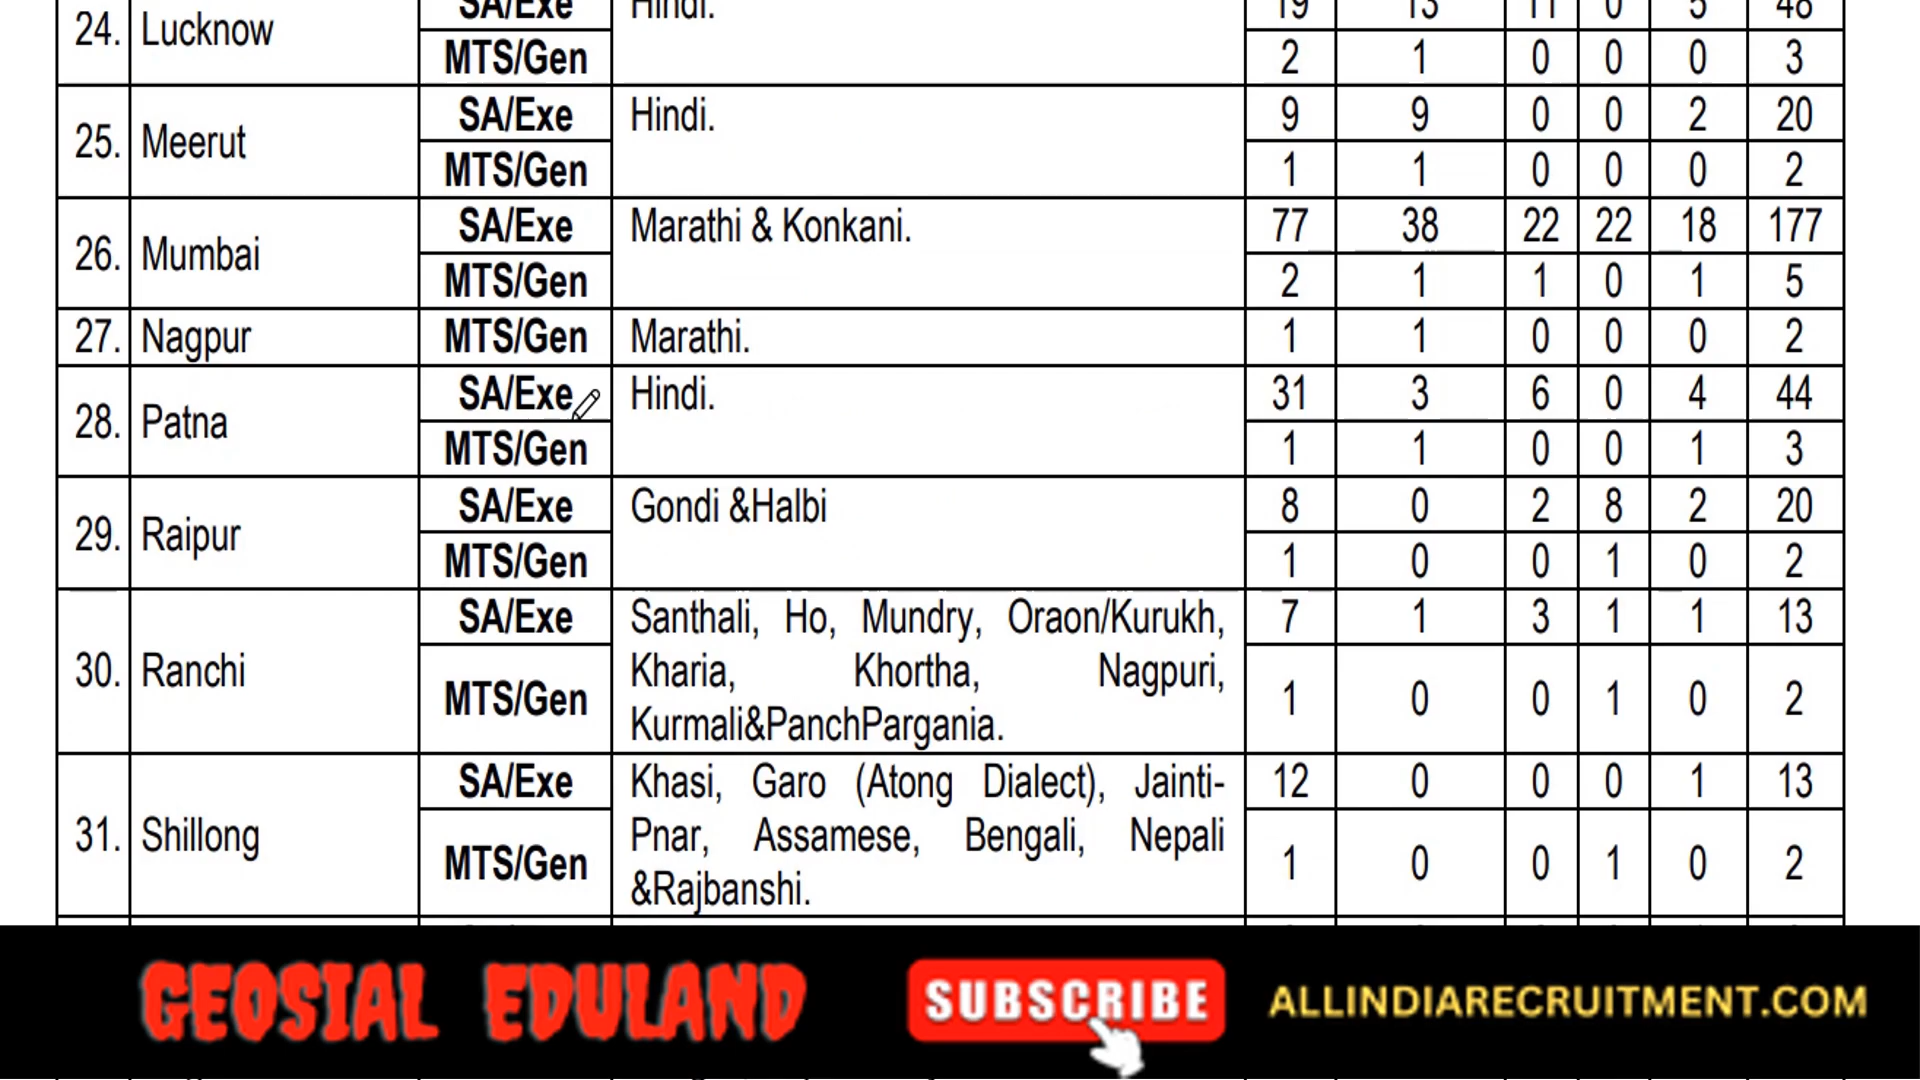 24. Lucknow SA/Exe Hindi. 19 13 11 0 5 48
MTS/Gen 2 1 0 0 0 3
25. Meerut SA/Exe Hindi. 9 9 0 0 2 20
MTS/Gen 1 1 0 0 0 2
26. Mumbai SA/Exe Marathi & Konkani. 77 38 22 22 18 177
MTS/Gen 2 1 1 0 1 5
27. Nagpur MTS/Gen Marathi. 1 1 0 0 0 2
28. Patna SA/Exe Hindi. 31 3 6 0 4 44
MTS/Gen 1 1 0 0 1 3
29. Raipur SA/Exe Gondi &Halbi 8 0 2 8 2 20
MTS/Gen 1 0 0 1 0 2
30. Ranchi SA/Exe Santhali, Ho, Mundry, Oraon/Kurukh, 7 1 3 1 1 13
MTS/Gen Kharia, Khortha, Nagpuri, 1 0 0 1 0 2
Kurmali&PanchPargania.
31. Shillong SA/Exe Khasi, Garo (Atong Dialect), Jainti- 12 0 0 0 1 13
MTS/Gen Pnar, Assamese, Bengali, Nepali 1 0 0 1 0 2
&Rajbanshi.
GEOSIAL EDULAND SUBSCRIBE ALLINDIARECRUITMENT.COM